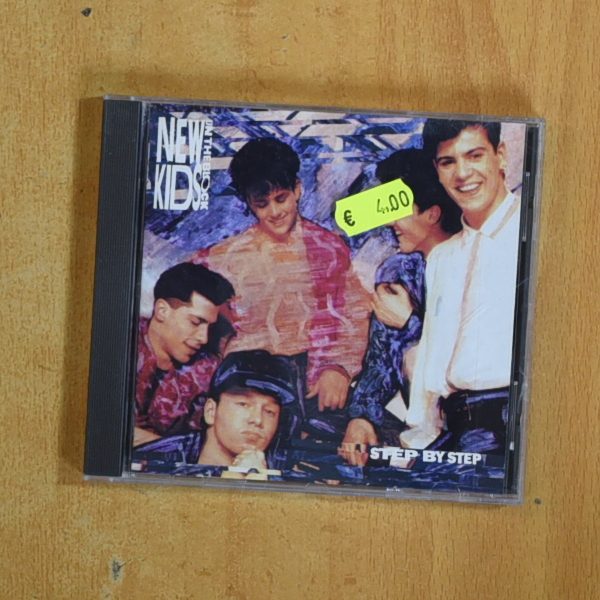 NEW
KIDS
ON THE BLOCK
€ 4,00
STEP BY STEP